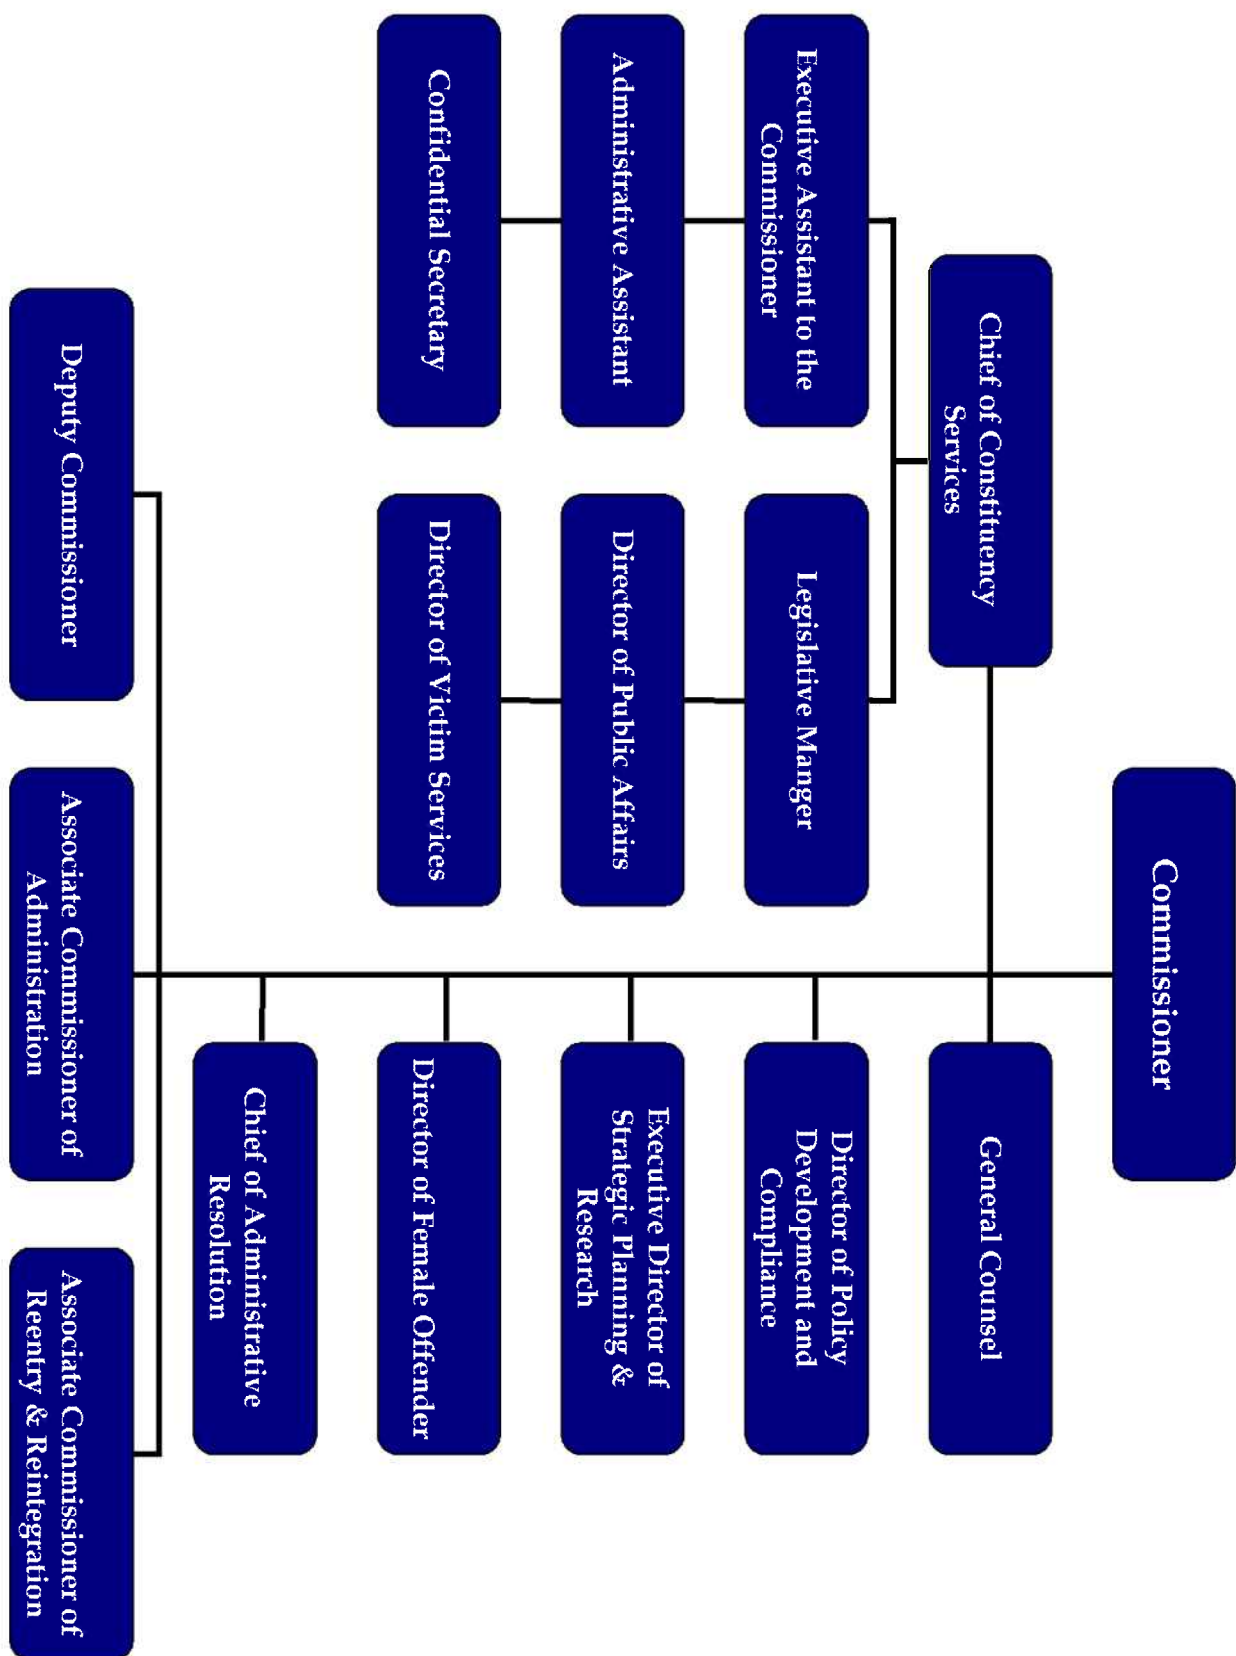 Commissioner
Chief of Constituency
Services
General Counsel
Executive Assistant to the
Commissioner
Legislative Manger
Director of Policy
Development and
Compliance
Administrative Assistant
Director of Public Affairs
Executive Director of
Strategic Planning &
Research
Confidential Secretary
Director of Victim Services
Director of Female Offender
Chief of Administrative
Resolution
Deputy Commissioner
Associate Commissioner of
Administration
Associate Commissioner of
Reentry & Reintegration